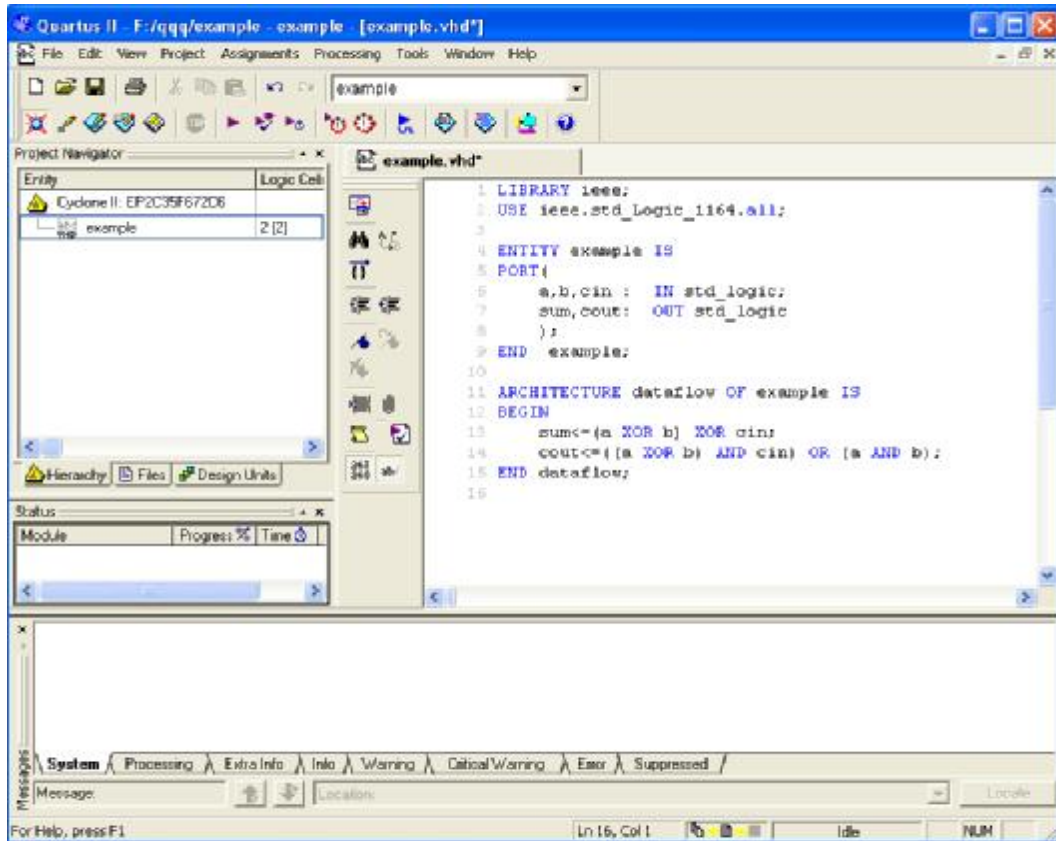 Quartus II - F:/qqq/example - example - [example.vhd*]
File Edit View Project Assignments Processing Tools Window Help
example
Project Navigator
example.vhd*
Entity Logic Cell
Cyclone II: EP2C35F672C6
example 2 (2)
Hierarchy Files Design Units
Status
Module Progress % Time
1 LIBRARY ieee;
2 USE ieee.std_Logic_1164.all;
3
4 ENTITY example IS
5 PORT(
6 a,b,cin : IN std_logic;
7 sum,cout: OUT std_logic
8 );
9 END example;
10
11 ARCHITECTURE dataflow OF example IS
12 BEGIN
13 sum<=(a XOR b) XOR cin;
14 cout<=((a XOR b) AND cin) OR (a AND b);
15 END dataflow;
16
Messages
System Processing Extra Info Info Warning Critical Warning Error Suppressed
Message: Location: Locate
For Help, press F1 Ln 16, Col 1 Idle NUM